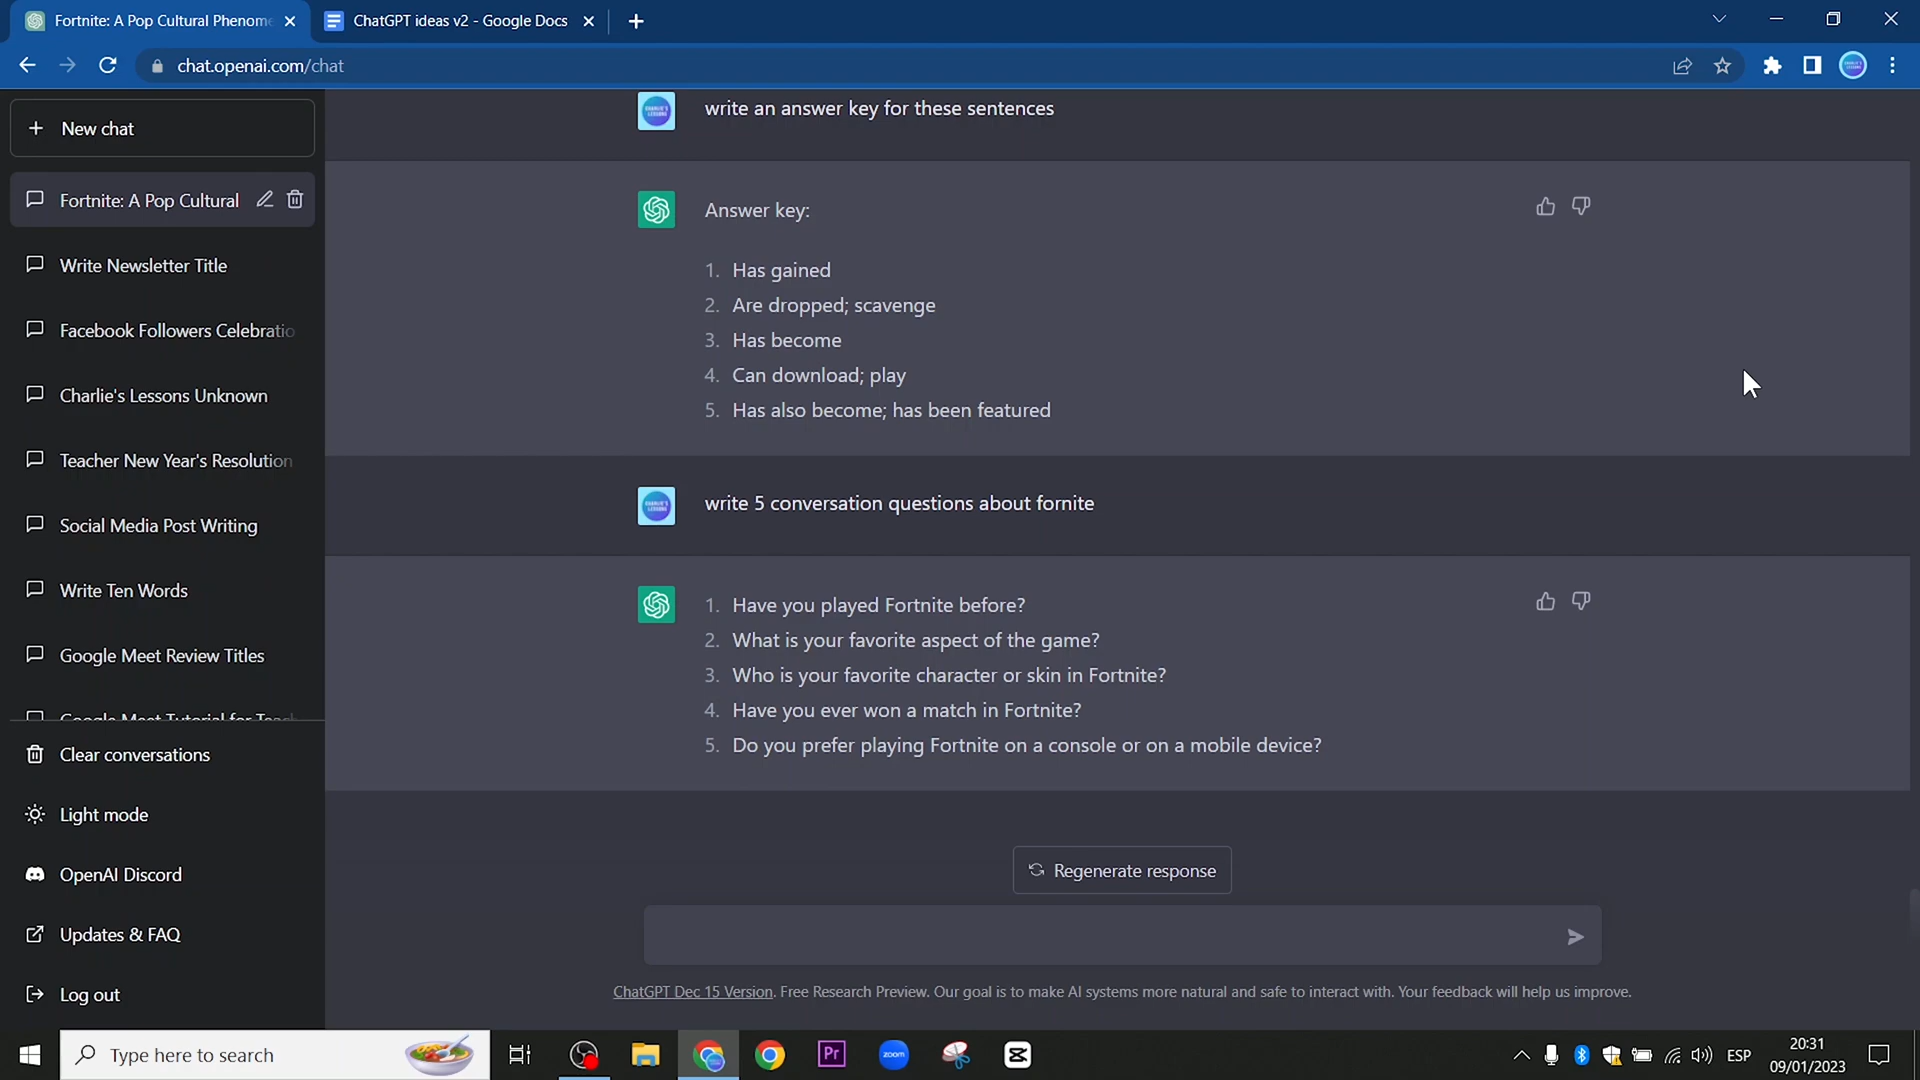 Fortnite: A Pop Cultural Phenome
ChatGPT ideas v2 - Google Docs
chat.openai.com/chat
New chat
Fortnite: A Pop Cultural
Write Newsletter Title
Facebook Followers Celebratio
Charlie's Lessons Unknown
Teacher New Year's Resolution
Social Media Post Writing
Write Ten Words
Google Meet Review Titles
Google Meet Tutorial for Teach
Clear conversations
Light mode
OpenAI Discord
Updates & FAQ
Log out
write an answer key for these sentences
Answer key:
1. Has gained
2. Are dropped; scavenge
3. Has become
4. Can download; play
5. Has also become; has been featured
write 5 conversation questions about fornite
1. Have you played Fortnite before?
2. What is your favorite aspect of the game?
3. Who is your favorite character or skin in Fortnite?
4. Have you ever won a match in Fortnite?
5. Do you prefer playing Fortnite on a console or on a mobile device?
Regenerate response
ChatGPT Dec 15 Version. Free Research Preview. Our goal is to make AI systems more natural and safe to interact with. Your feedback will help us improve.
Type here to search
Pr
zoom
ESP
20:31
09/01/2023